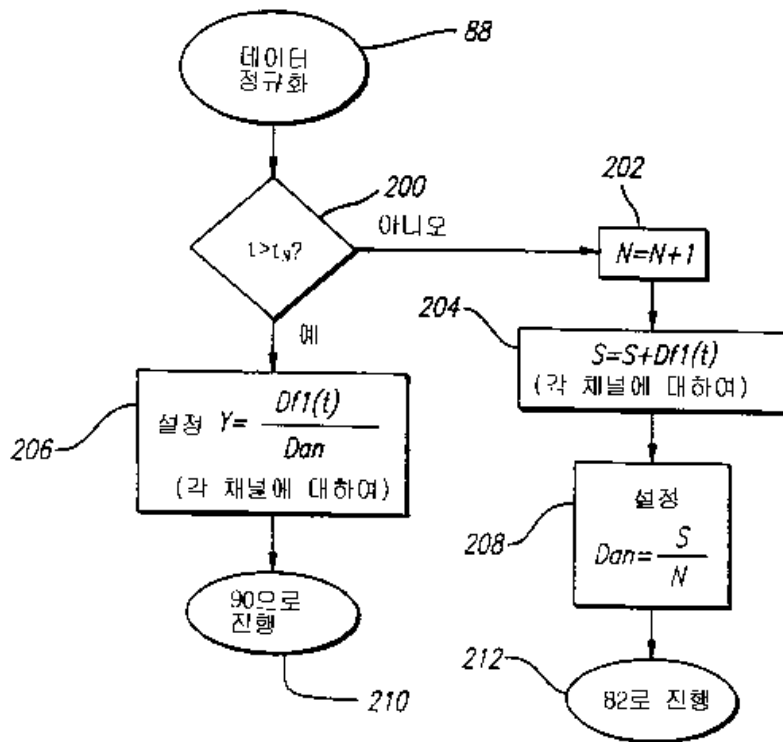 데이터
정규화
88
200
t>t_N?
아니오
202
N=N+1
예
204
S=S+Df1(t)
(각 채널에 대하여)
206
설정 Y= Df1(t)
Dan
(각 채널에 대하여)
208
설정
Dan= S
N
90으로
진행
210
212
82로 진행